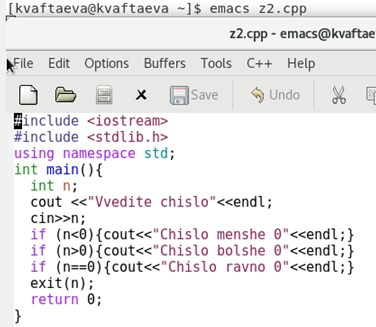 [kvaftaeva@kvaftaeva ~]$ emacs z2.cpp
z2.cpp - emacs@kvaftae
File Edit Options Buffers Tools C++ Help
Save Undo
#include <iostream>
#include <stdlib.h>
using namespace std;
int main(){
  int n;
  cout <<"Vvedite chislo"<<endl;
  cin>>n;
  if (n<0){cout<<"Chislo menshe 0"<<endl;}
  if (n>0){cout<<"Chislo bolshe 0"<<endl;}
  if (n==0){cout<<"Chislo ravno 0"<<endl;}
  exit(n);
  return 0;
}